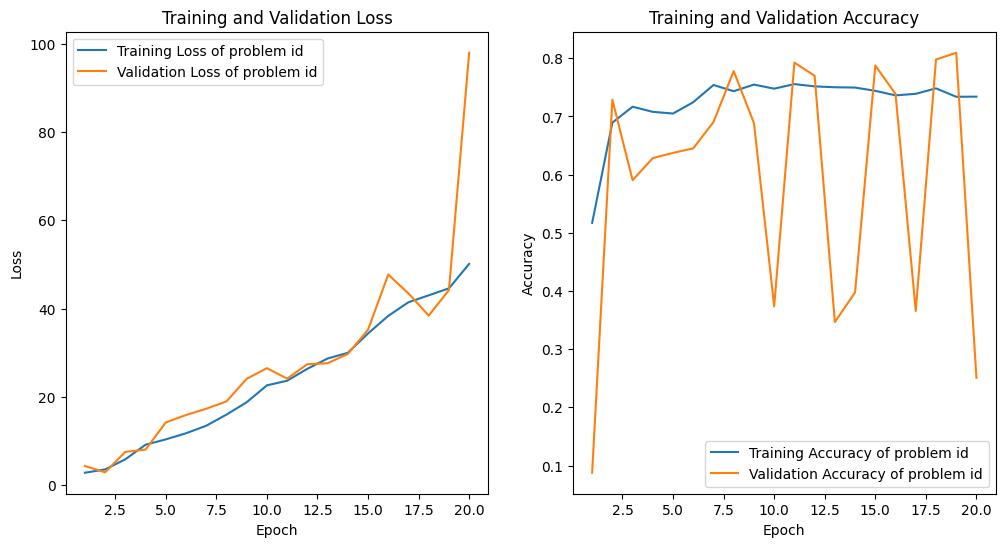 Training and Validation Loss
100
80
60
40
20
0
Loss
Training Loss of problem id
Validation Loss of problem id
2.5 5.0 7.5 10.0 12.5 15.0 17.5 20.0
Epoch
Training and Validation Accuracy
0.8
0.7
0.6
0.5
0.4
0.3
0.2
0.1
Accuracy
Training Accuracy of problem id
Validation Accuracy of problem id
2.5 5.0 7.5 10.0 12.5 15.0 17.5 20.0
Epoch